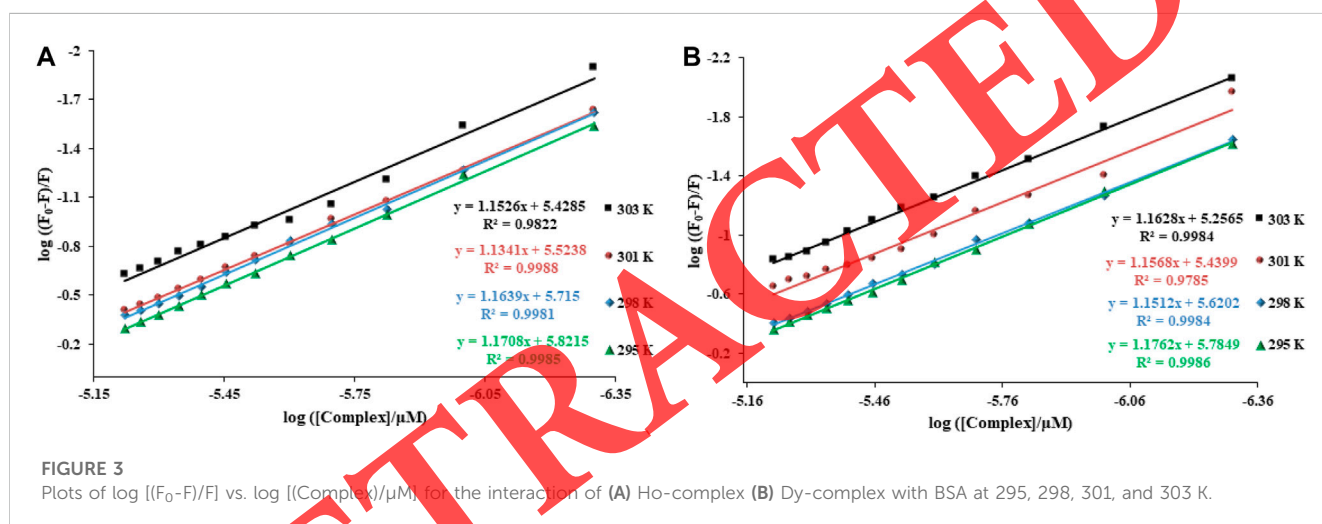 A
-2
-1.7
-1.4
-1.1
-0.8
-0.5
-0.2
log ((F₀-F)/F)
y = 1.1526x + 5.4285
R² = 0.9822
303 K
y = 1.1341x + 5.5238
R² = 0.9988
301 K
y = 1.1639x + 5.715
R² = 0.9981
298 K
y = 1.1708x + 5.8215
R² = 0.9985
295 K
-5.15 -5.45 -5.75 -6.05 -6.35
log ([Complex]/µM)
B
-2.2
-1.8
-1.4
-1
-0.6
-0.2
log ((F₀-F)/F)
y = 1.1628x + 5.2565
R² = 0.9984
303 K
y = 1.1568x + 5.4399
R² = 0.9785
301 K
y = 1.1512x + 5.6202
R² = 0.9984
298 K
y = 1.1762x + 5.7849
R² = 0.9986
295 K
-5.16 -5.46 -5.76 -6.06 -6.36
log ([Complex]/µM)
RETRACTED
FIGURE 3
Plots of log [(F₀-F)/F] vs. log [(Complex)/µM] for the interaction of (A) Ho-complex (B) Dy-complex with BSA at 295, 298, 301, and 303 K.